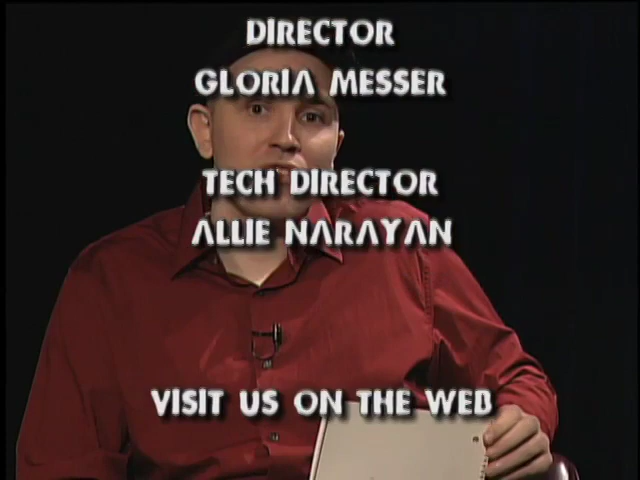 DIRECTOR
GLORIA MESSER
TECH DIRECTOR
ALLIE NARAYAN
VISIT US ON THE WEB